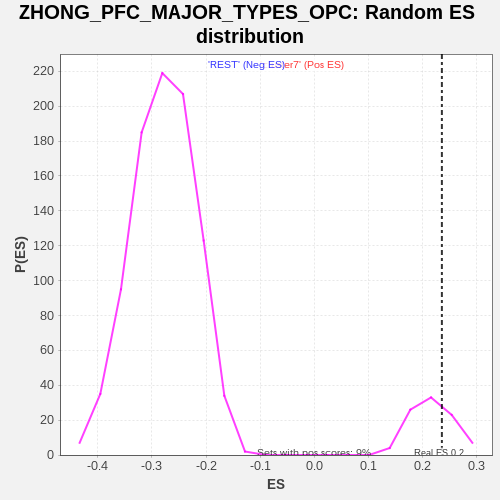 ZHONG_PFC_MAJOR_TYPES_OPC: Random ES
distribution
'REST' (Neg ES)er7' (Pos ES)
P(ES)
220
200
180
160
140
120
100
80
60
40
20
0
Sets with pos scores: 9%
Real ES 0.2
-0.4 -0.3 -0.2 -0.1 0.0 0.1 0.2 0.3
ES